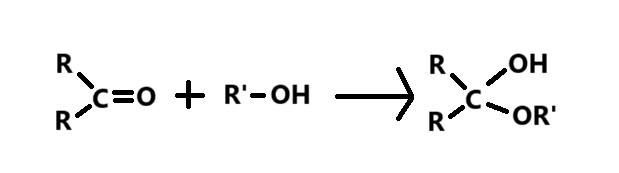 R R OH
C=O + R'-OH → C
R R OR'